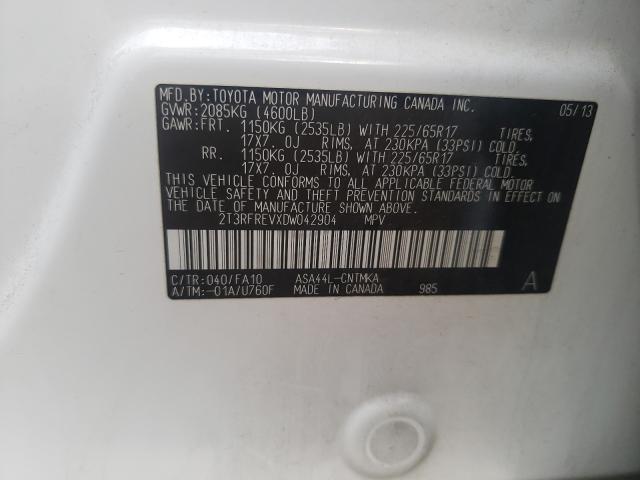 MFD.BY:TOYOTA MOTOR MANUFACTURING CANADA INC. 05/13
GVWR:2085KG (4600LB)
GAWR:FRT. 1150KG (2535LB) WITH 225/65R17 TIRES,
17X7.0J RIMS, AT 230KPA (33PSI) COLD.
RR. 1150KG (2535LB) WITH 225/65R17 TIRES,
17X7.0J RIMS, AT 230KPA (33PSI) COLD.
THIS VEHICLE CONFORMS TO ALL APPLICABLE FEDERAL MOTOR
VEHICLE SAFETY AND THEFT PREVENTION STANDARDS IN EFFECT ON
THE DATE OF MANUFACTURE SHOWN ABOVE.
2T3RFREVXDW042904 MPV
C/TR:040/FA10 ASA44L-CNTMKA
A/TM:-01A/U760F MADE IN CANADA 985 A